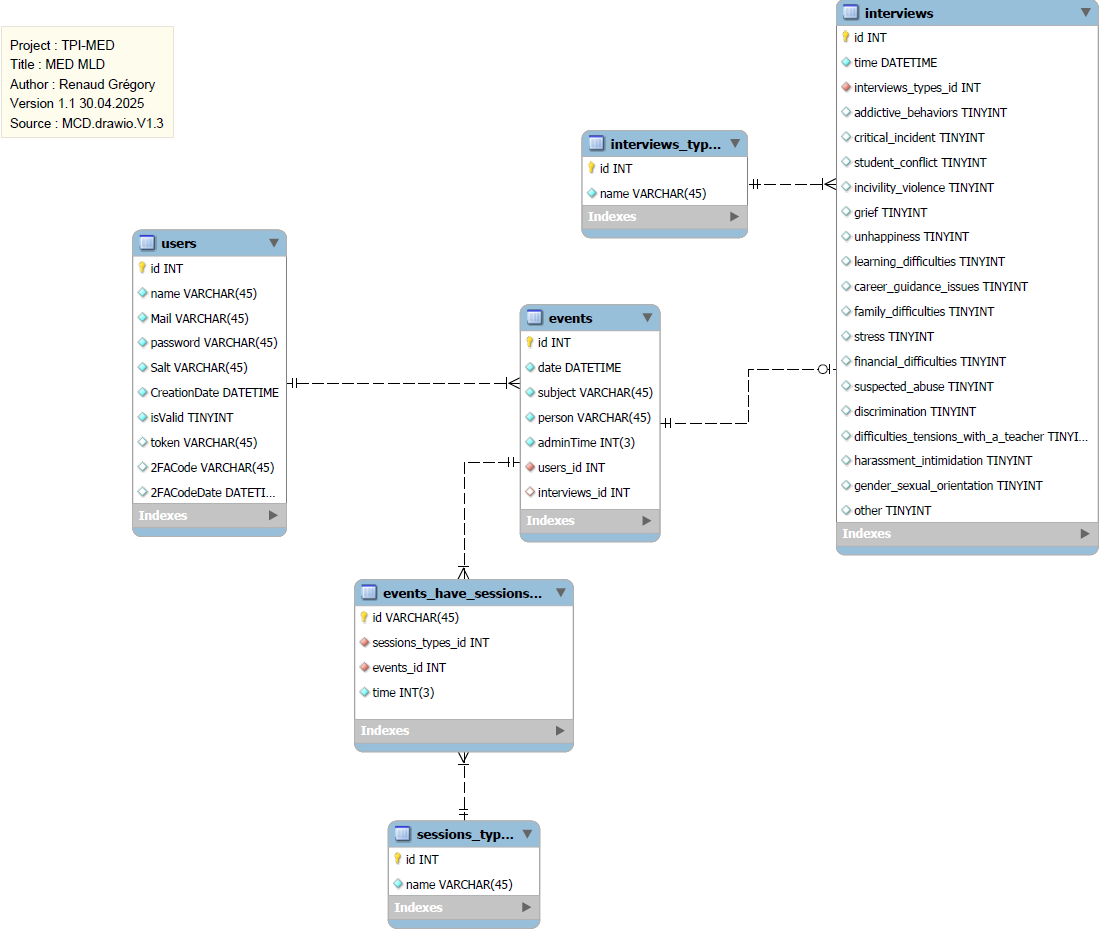 Project : TPI-MED
Title : MED MLD
Author : Renaud Grégory
Version 1.1 30.04.2025
Source : MCD.drawio.V1.3
interviews
id INT
time DATETIME
interviews_types_id INT
addictive_behaviors TINYINT
critical_incident TINYINT
student_conflict TINYINT
incivility_violence TINYINT
grief TINYINT
unhappiness TINYINT
learning_difficulties TINYINT
career_guidance_issues TINYINT
family_difficulties TINYINT
stress TINYINT
financial_difficulties TINYINT
suspected_abuse TINYINT
discrimination TINYINT
difficulties_tensions_with_a_teacher TINYI...
harassment_intimidation TINYINT
gender_sexual_orientation TINYINT
other TINYINT
Indexes
interviews_typ...
id INT
name VARCHAR(45)
Indexes
users
id INT
name VARCHAR(45)
Mail VARCHAR(45)
password VARCHAR(45)
Salt VARCHAR(45)
CreationDate DATETIME
isValid TINYINT
token VARCHAR(45)
2FACode VARCHAR(45)
2FACodeDate DATETI...
Indexes
events
id INT
date DATETIME
subject VARCHAR(45)
person VARCHAR(45)
adminTime INT(3)
users_id INT
interviews_id INT
Indexes
events_have_sessions...
id VARCHAR(45)
sessions_types_id INT
events_id INT
time INT(3)
Indexes
sessions_typ...
id INT
name VARCHAR(45)
Indexes